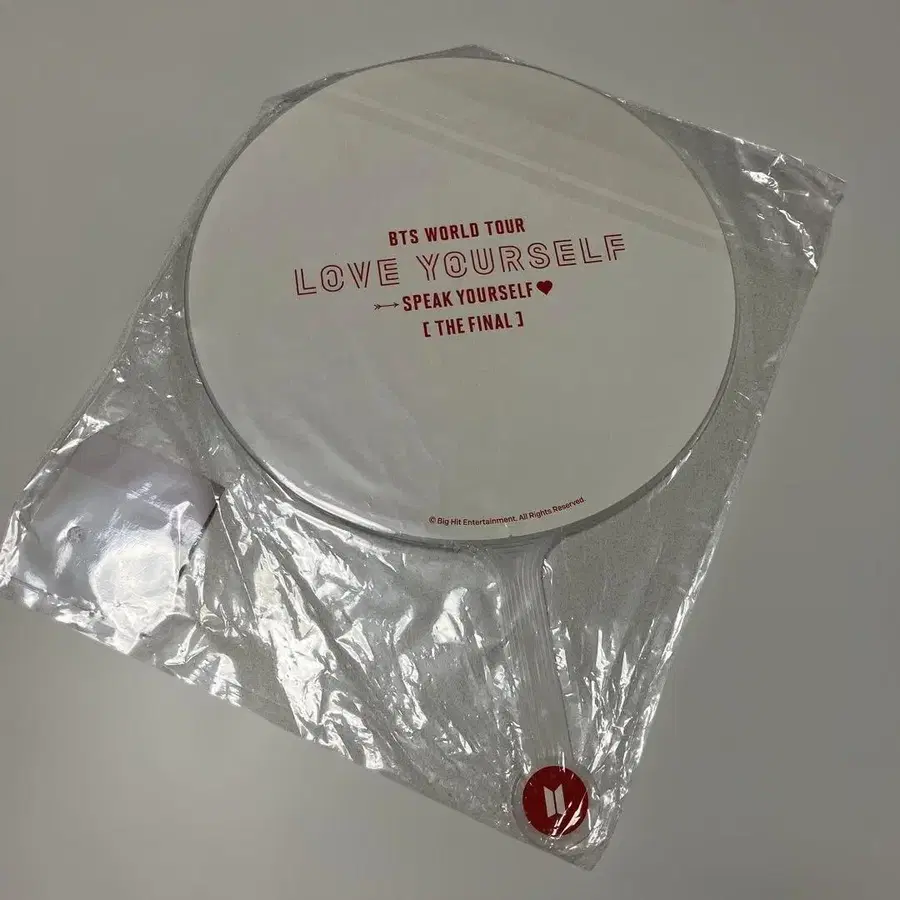 BTS WORLD TOUR
LOVE YOURSELF
SPEAK YOURSELF
[ THE FINAL ]
© Big Hit Entertainment. All Rights Reserved.